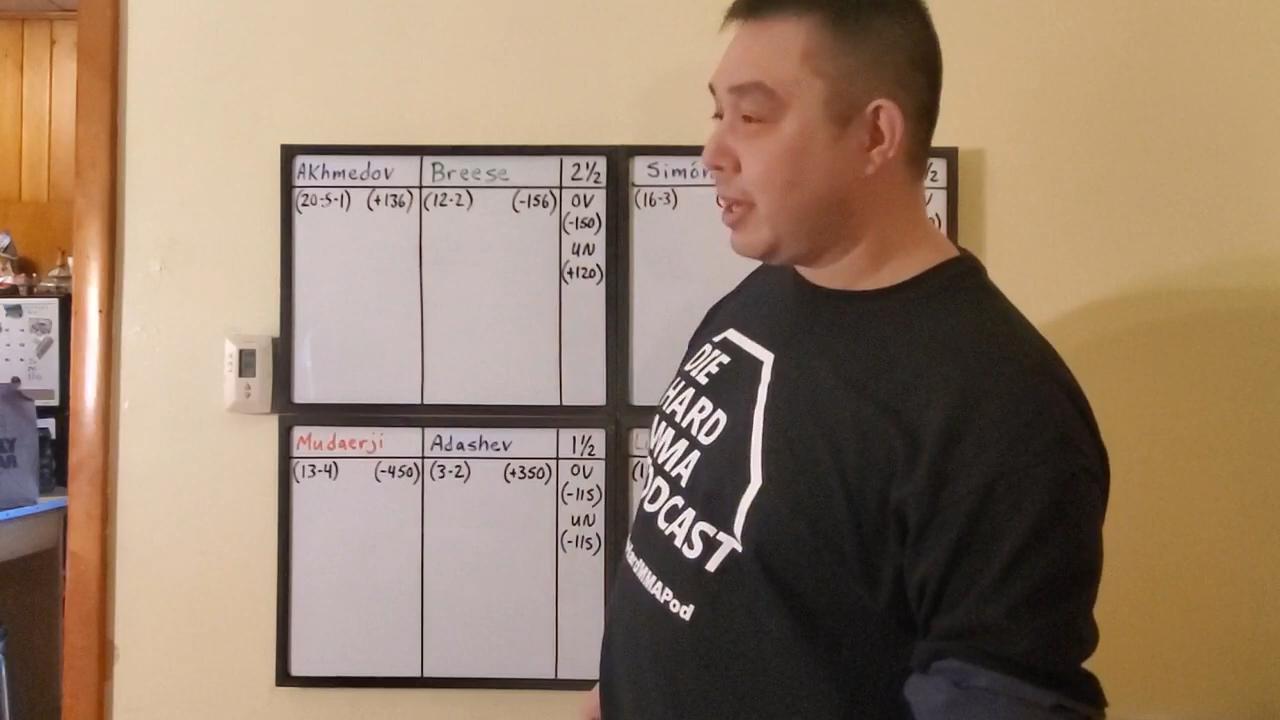 AKhmedov Breese 2½
(20-5-1) (+136) (12-2) (-156) OV
(-150)
UN
(+120)
Simón
(16-3)
Mudaerji Adashev 1½
(13-4) (-450) (3-2) (+350) OV
(-115)
UN
(-115)
DIE
HARD
MMA
PODCAST